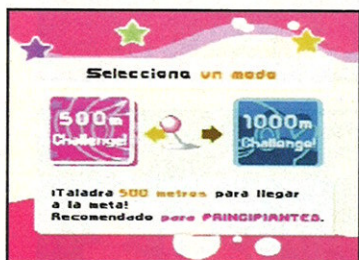 Selecciona un modo
500m
Challenge!
1000m
Challenge!
¡Taladra 500 metros para llegar
a la meta!
Recomendado para PRINCIPIANTES.